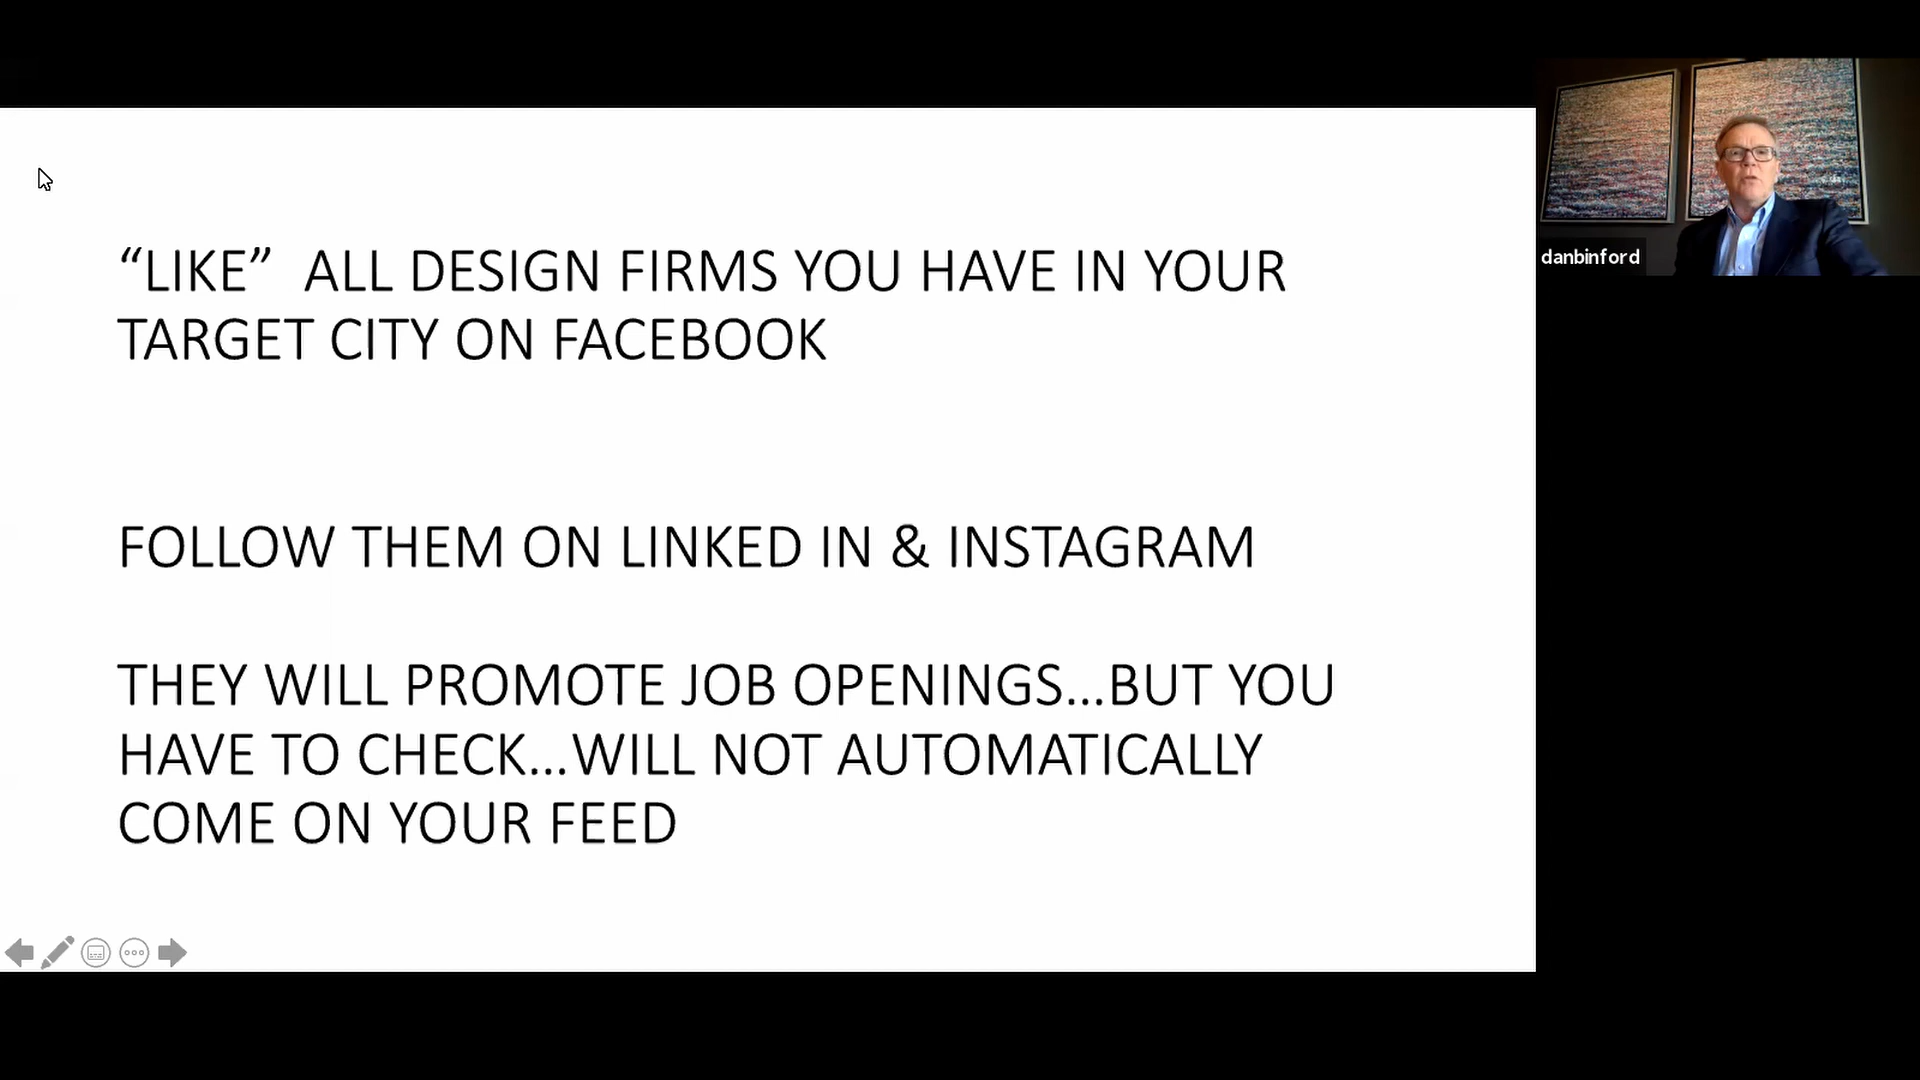 “LIKE”  ALL DESIGN FIRMS YOU HAVE IN YOUR
TARGET CITY ON FACEBOOK
FOLLOW THEM ON LINKED IN & INSTAGRAM
THEY WILL PROMOTE JOB OPENINGS...BUT YOU
HAVE TO CHECK...WILL NOT AUTOMATICALLY
COME ON YOUR FEED
danbinford